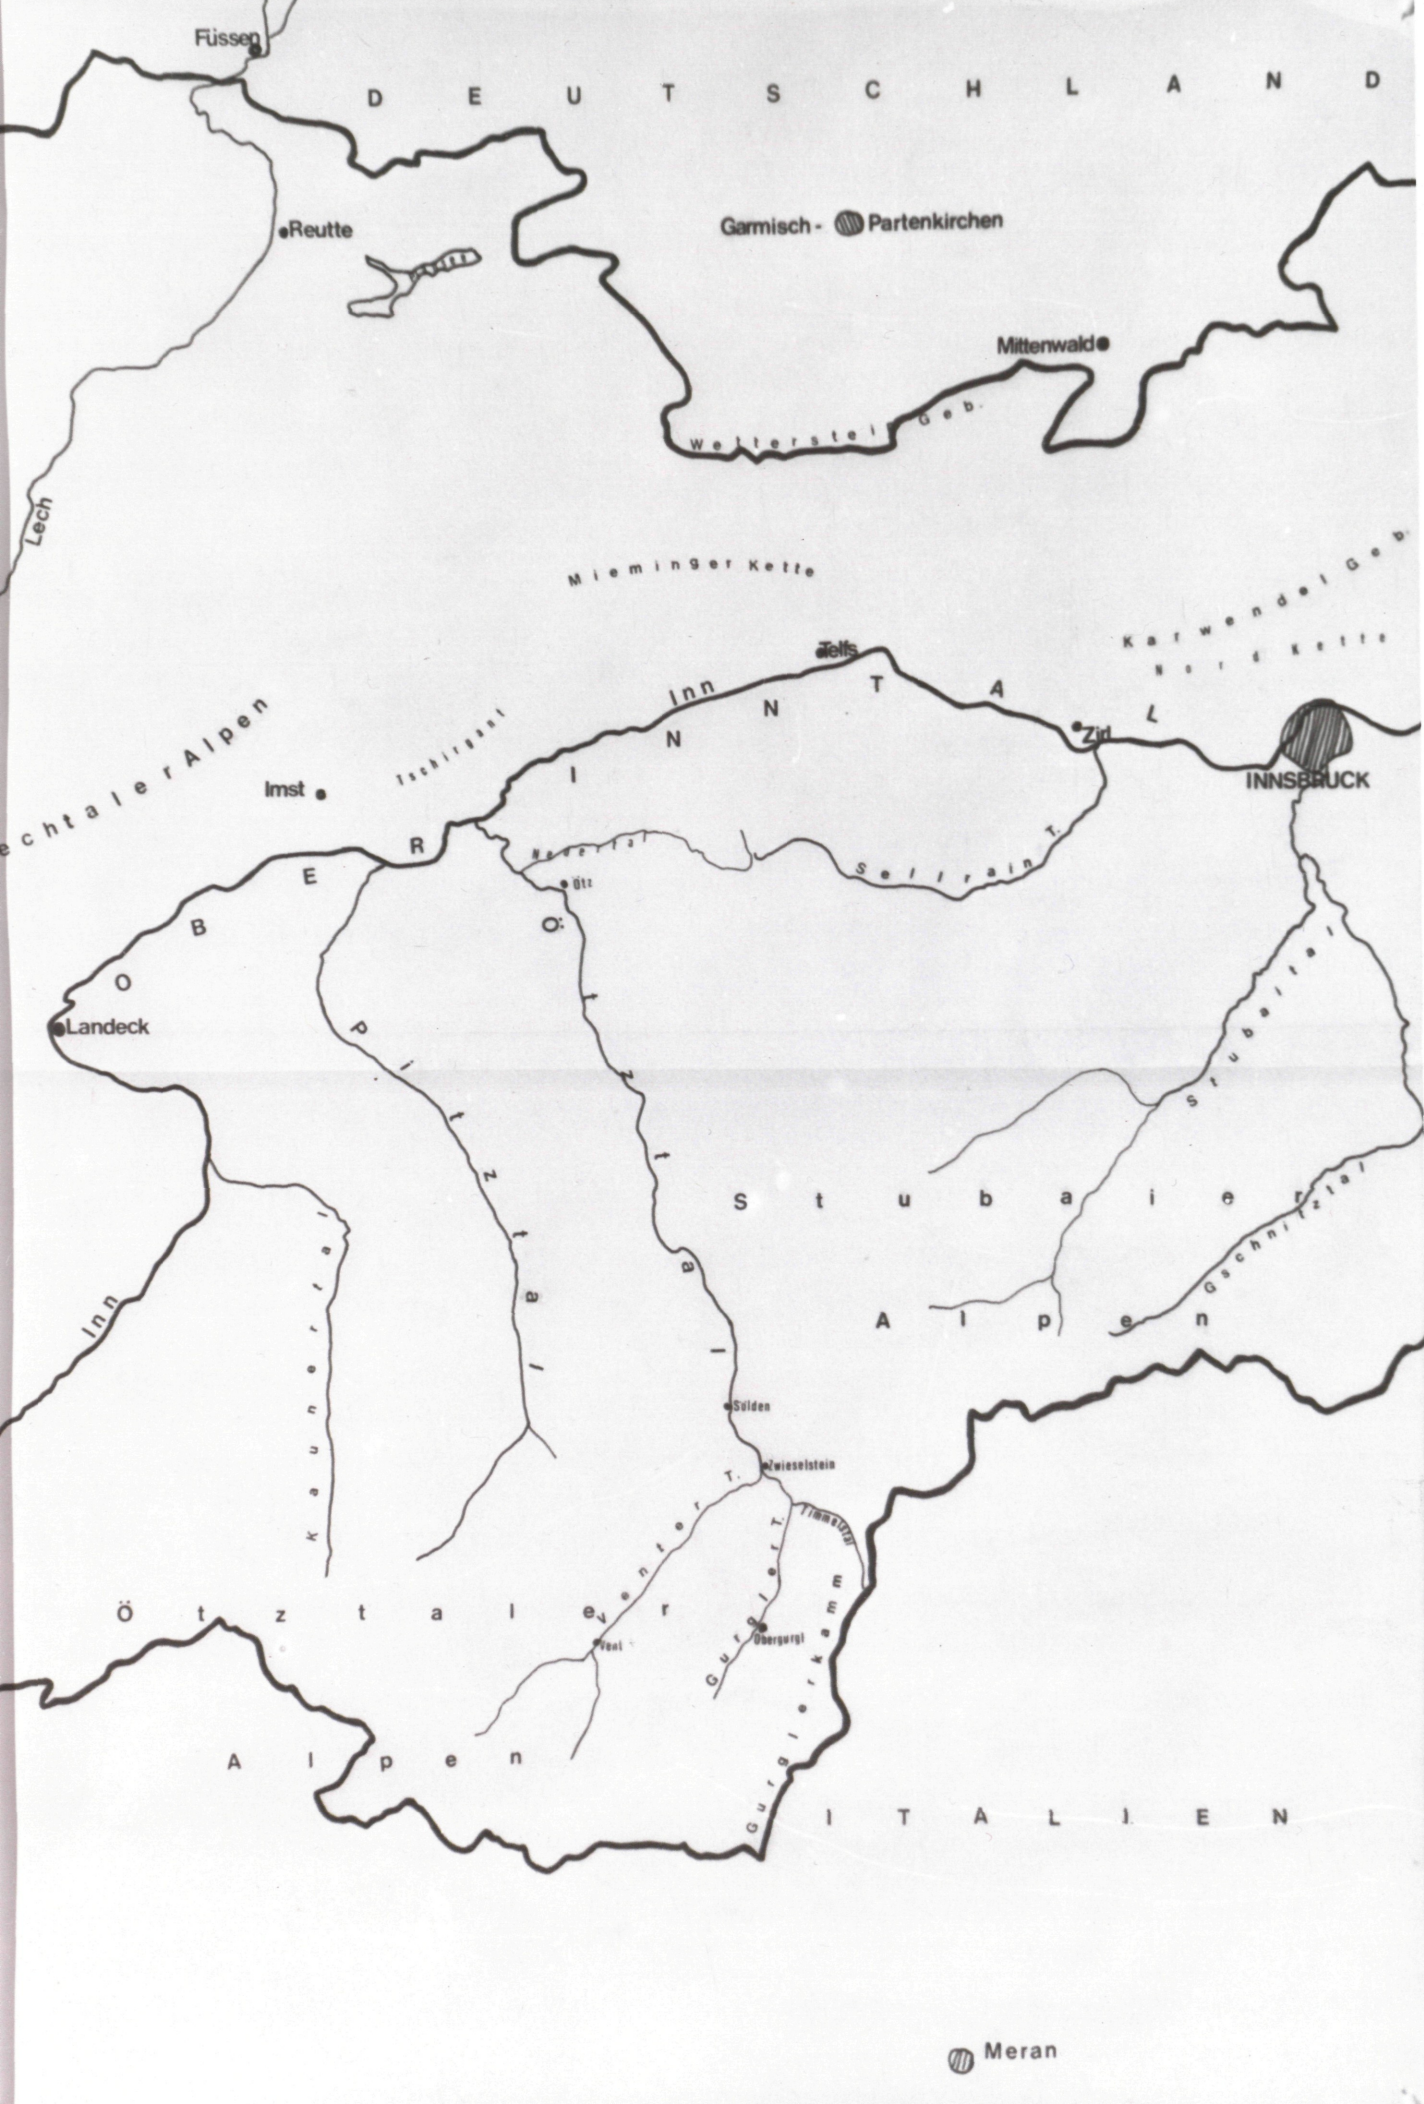 Füssen
DEUTSCHLAND
Garmisch- Partenkirchen
Reutte
Mittenwald
Wetterstein Geb.
Lech
Mieminger Kette
Karwendel Geb.
Nord Kette
Telfs
Inn
OBERINNTAL
Zirl
INNSBRUCK
echtaler Alpen
Tschirgant
Imst
Nedertal
Sellrain T.
Ötz
Ötztal
Landeck
Pitztal
Stubaital
Stubaier
Alpen
Gschnitztal
Inn
Kaunertal
Sölden
Zwieselstein
Venter T.
Timmelstal
Gurgler T.
Ötztaler
Alpen
Vent
Obergurgl
Gurglerkamm
ITALIEN
Meran